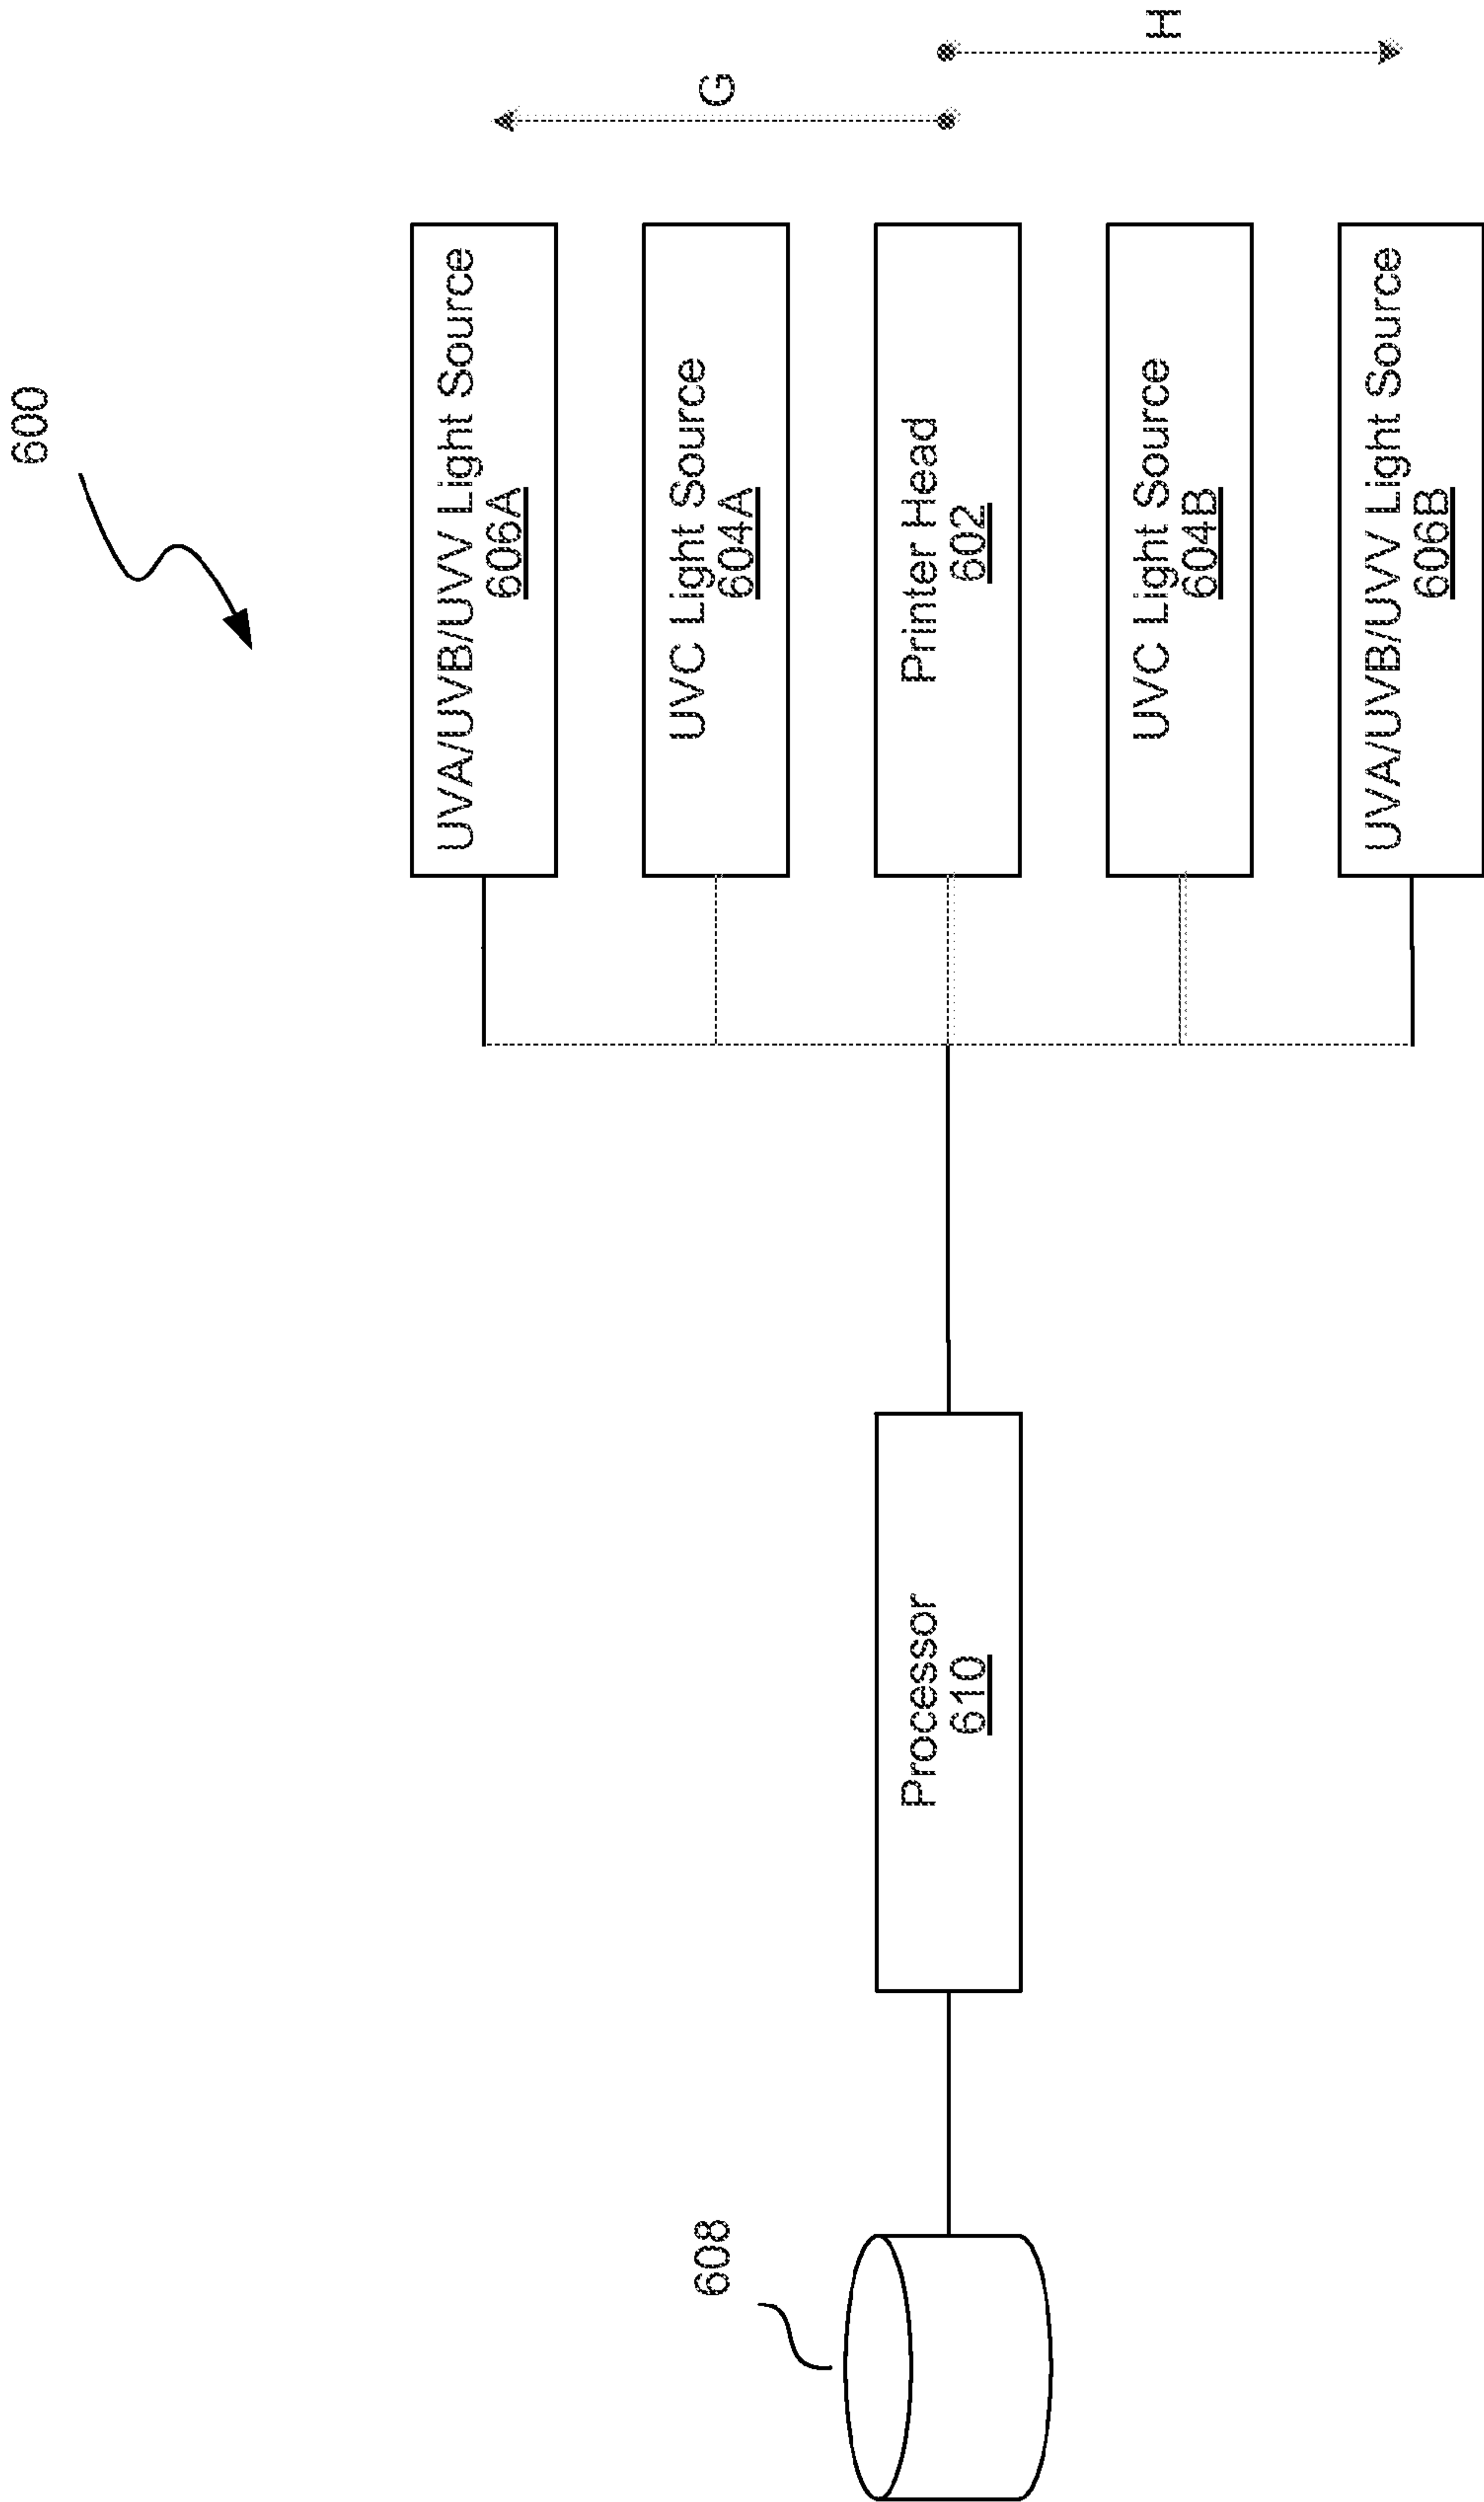 600
G
H
UVA/UVB/UVV Light Source
606A
UVC Light Source
604A
Printer Head
602
UVC Light Source
604B
UVA/UVB/UVV Light Source
606B
Processor
610
608